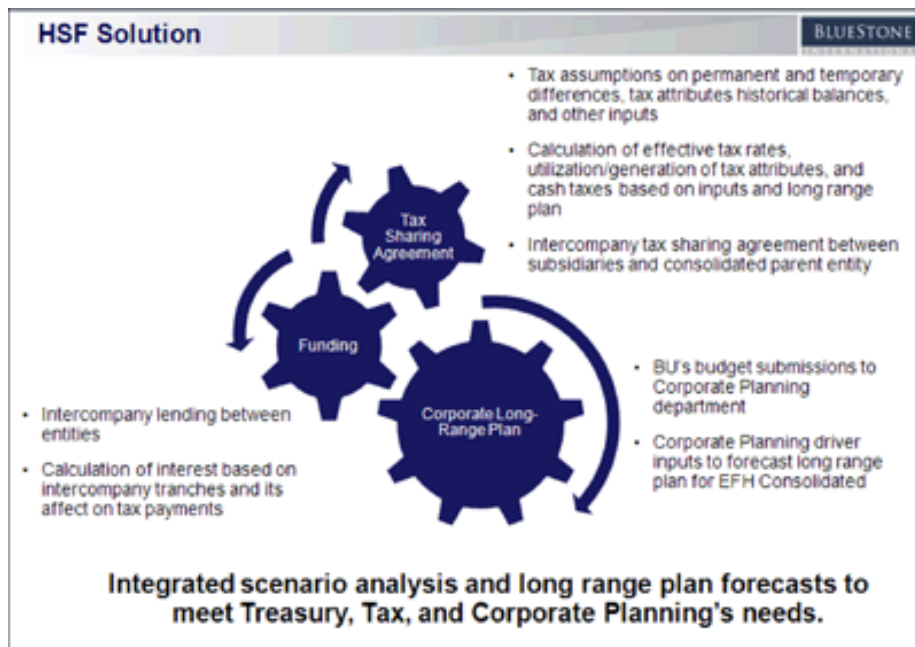 HSF Solution
BLUESTONE
INTERNATIONAL
• Tax assumptions on permanent and temporary
differences, tax attributes historical balances,
and other inputs
• Calculation of effective tax rates,
utilization/generation of tax attributes, and
cash taxes based on inputs and long range
plan
• Intercompany tax sharing agreement between
subsidiaries and consolidated parent entity
Tax
Sharing
Agreement
Funding
Corporate Long-
Range Plan
• BU's budget submissions to
Corporate Planning
department
• Corporate Planning driver
inputs to forecast long range
plan for EFH Consolidated
• Intercompany lending between
entities
• Calculation of interest based on
intercompany tranches and its
affect on tax payments
Integrated scenario analysis and long range plan forecasts to
meet Treasury, Tax, and Corporate Planning's needs.